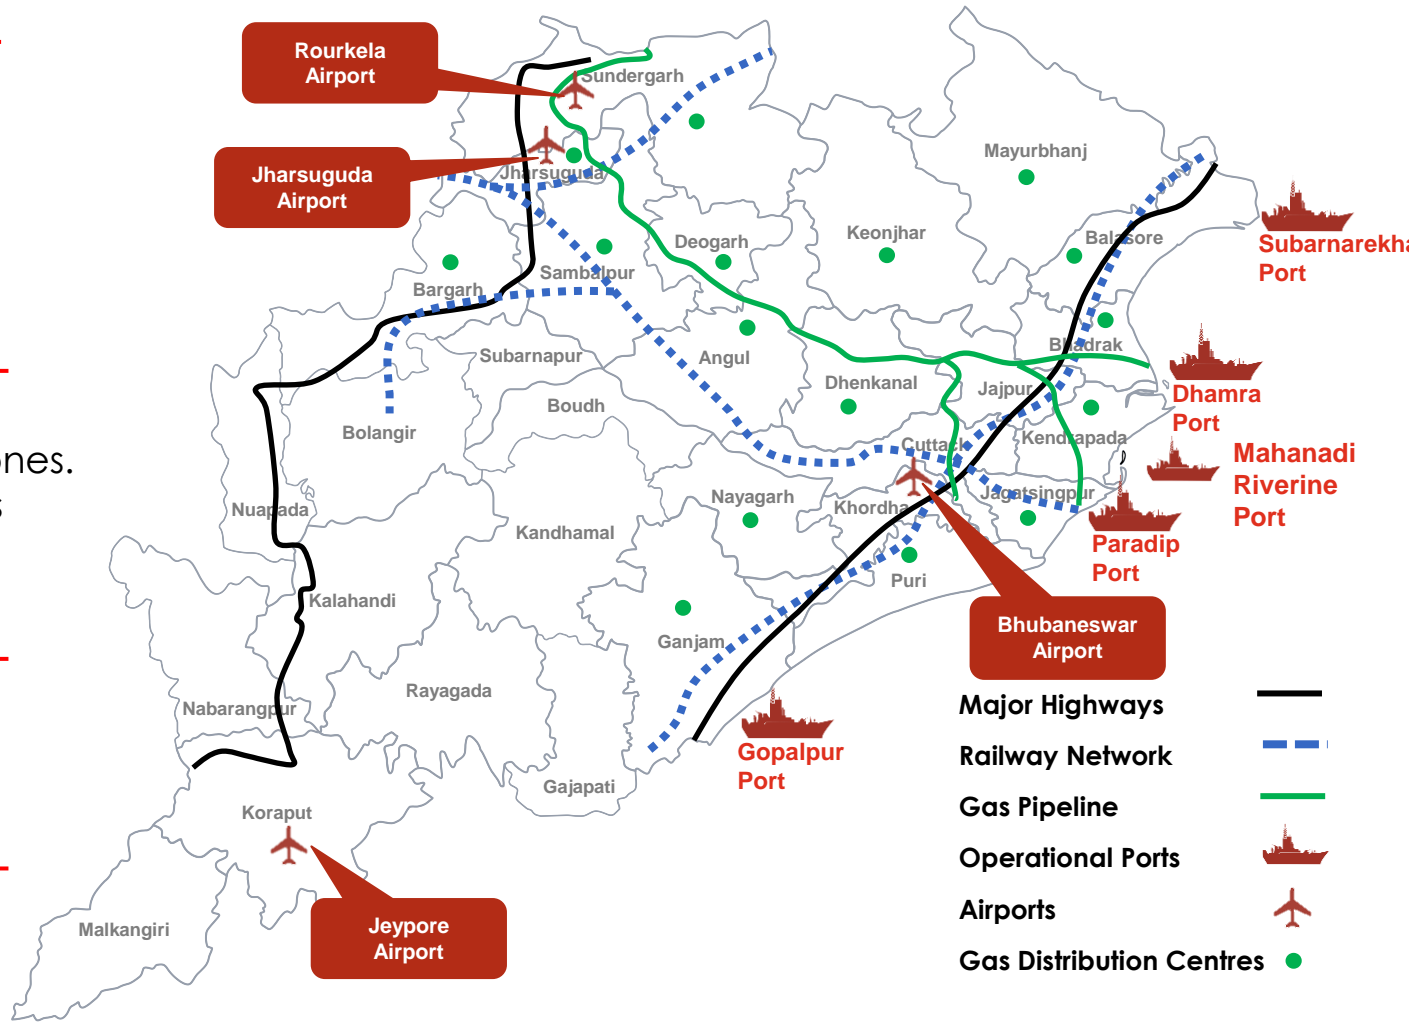 Rourkela
Airport
Sundergarh
Jharsuguda
Airport
Jharsuguda
Mayurbhanj
Deogarh
Keonjhar
Balasore
Subarnarekha
Port
Sambalpur
Bargarh
Subarnapur
Angul
Bhadrak
Dhenkanal
Jajpur
Dhamra
Port
Boudh
Bolangir
Cuttack
Kendrapada
Mahanadi
Riverine
Port
ones.
s
Nuapada
Nayagarh
Khordha
Jagatsingpur
Kandhamal
Paradip
Port
Puri
Kalahandi
Ganjam
Bhubaneswar
Airport
Rayagada
Nabarangpur
Gopalpur
Port
Gajapati
Koraput
Jeypore
Airport
Malkangiri
Major Highways
Railway Network
Gas Pipeline
Operational Ports
Airports
Gas Distribution Centres